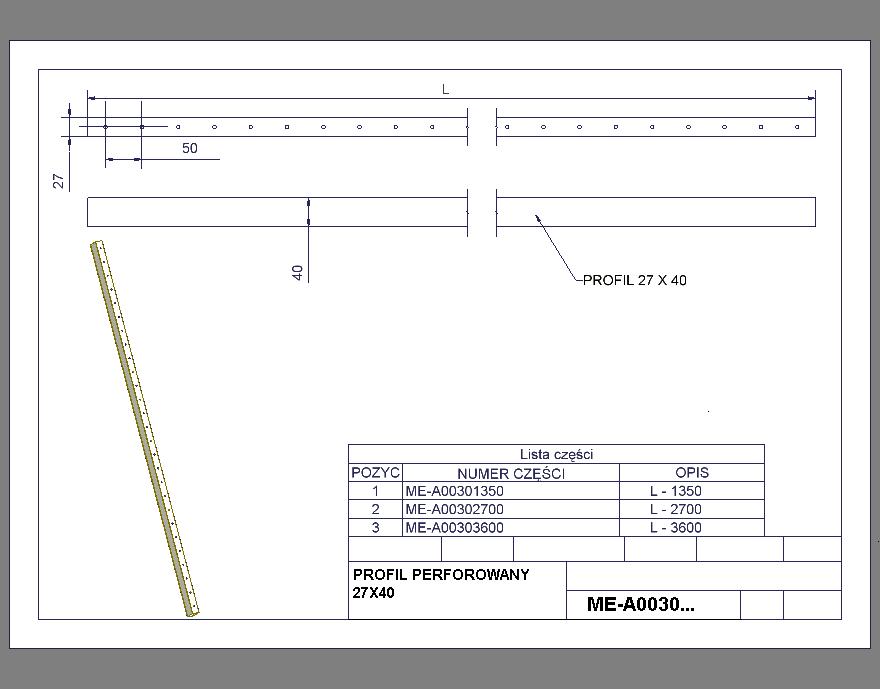 L
50
27
40
PROFIL 27 X 40
Lista części
POZYC NUMER CZĘŚCI OPIS
1 ME-A00301350 L - 1350
2 ME-A00302700 L - 2700
3 ME-A00303600 L - 3600
PROFIL PERFOROWANY
27X40
ME-A0030...